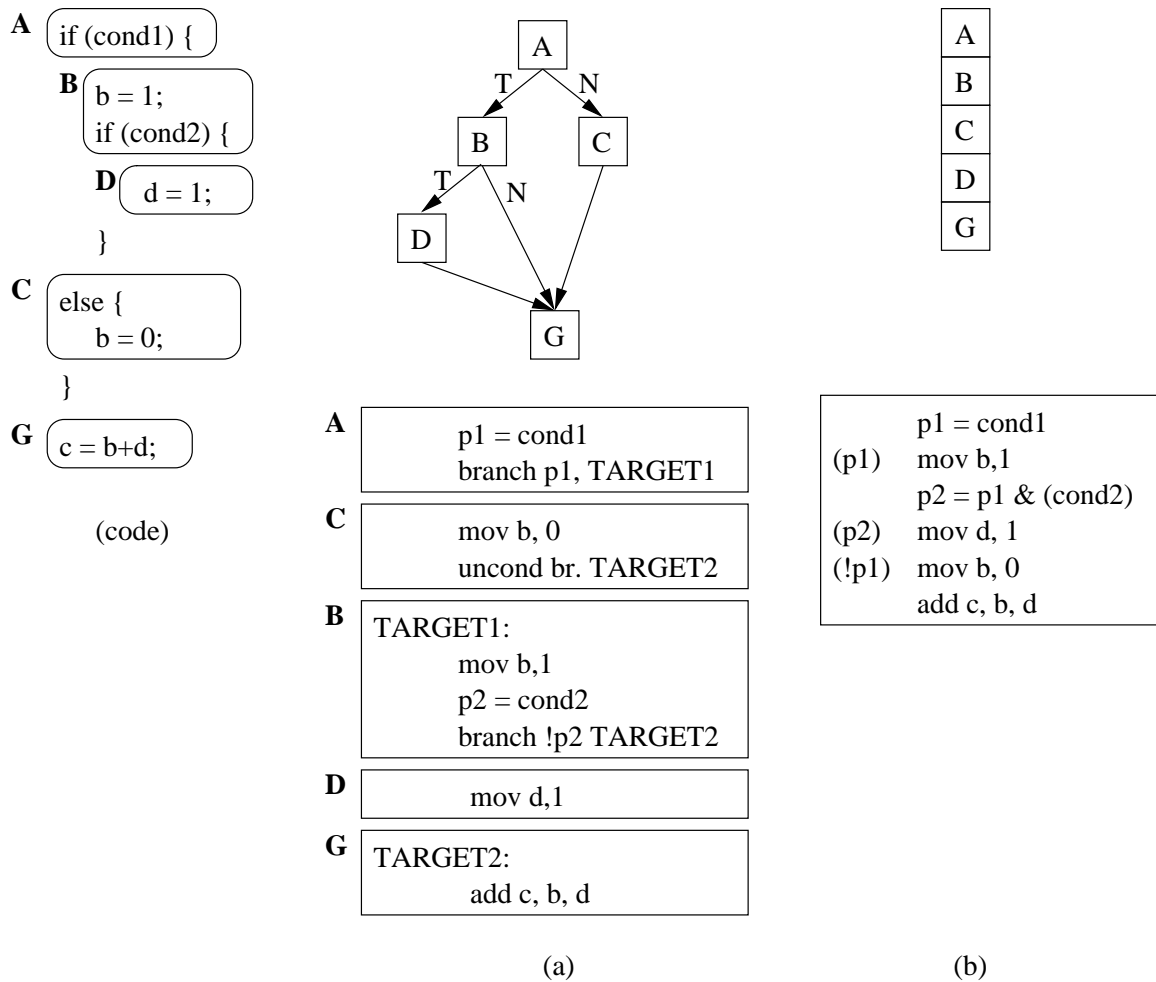 A
if (cond1) {
B
b = 1;
if (cond2) {
D
d = 1;
}
C
else {
b = 0;
}
G
c = b+d;
(code)
A
T
N
B
C
T
N
D
G
A
p1 = cond1
branch p1, TARGET1
C
mov b, 0
uncond br. TARGET2
B
TARGET1:
mov b,1
p2 = cond2
branch !p2 TARGET2
D
mov d,1
G
TARGET2:
add c, b, d
(a)
A
B
C
D
G
p1 = cond1
(p1) mov b,1
p2 = p1 & (cond2)
(p2) mov d, 1
(!p1) mov b, 0
add c, b, d
(b)